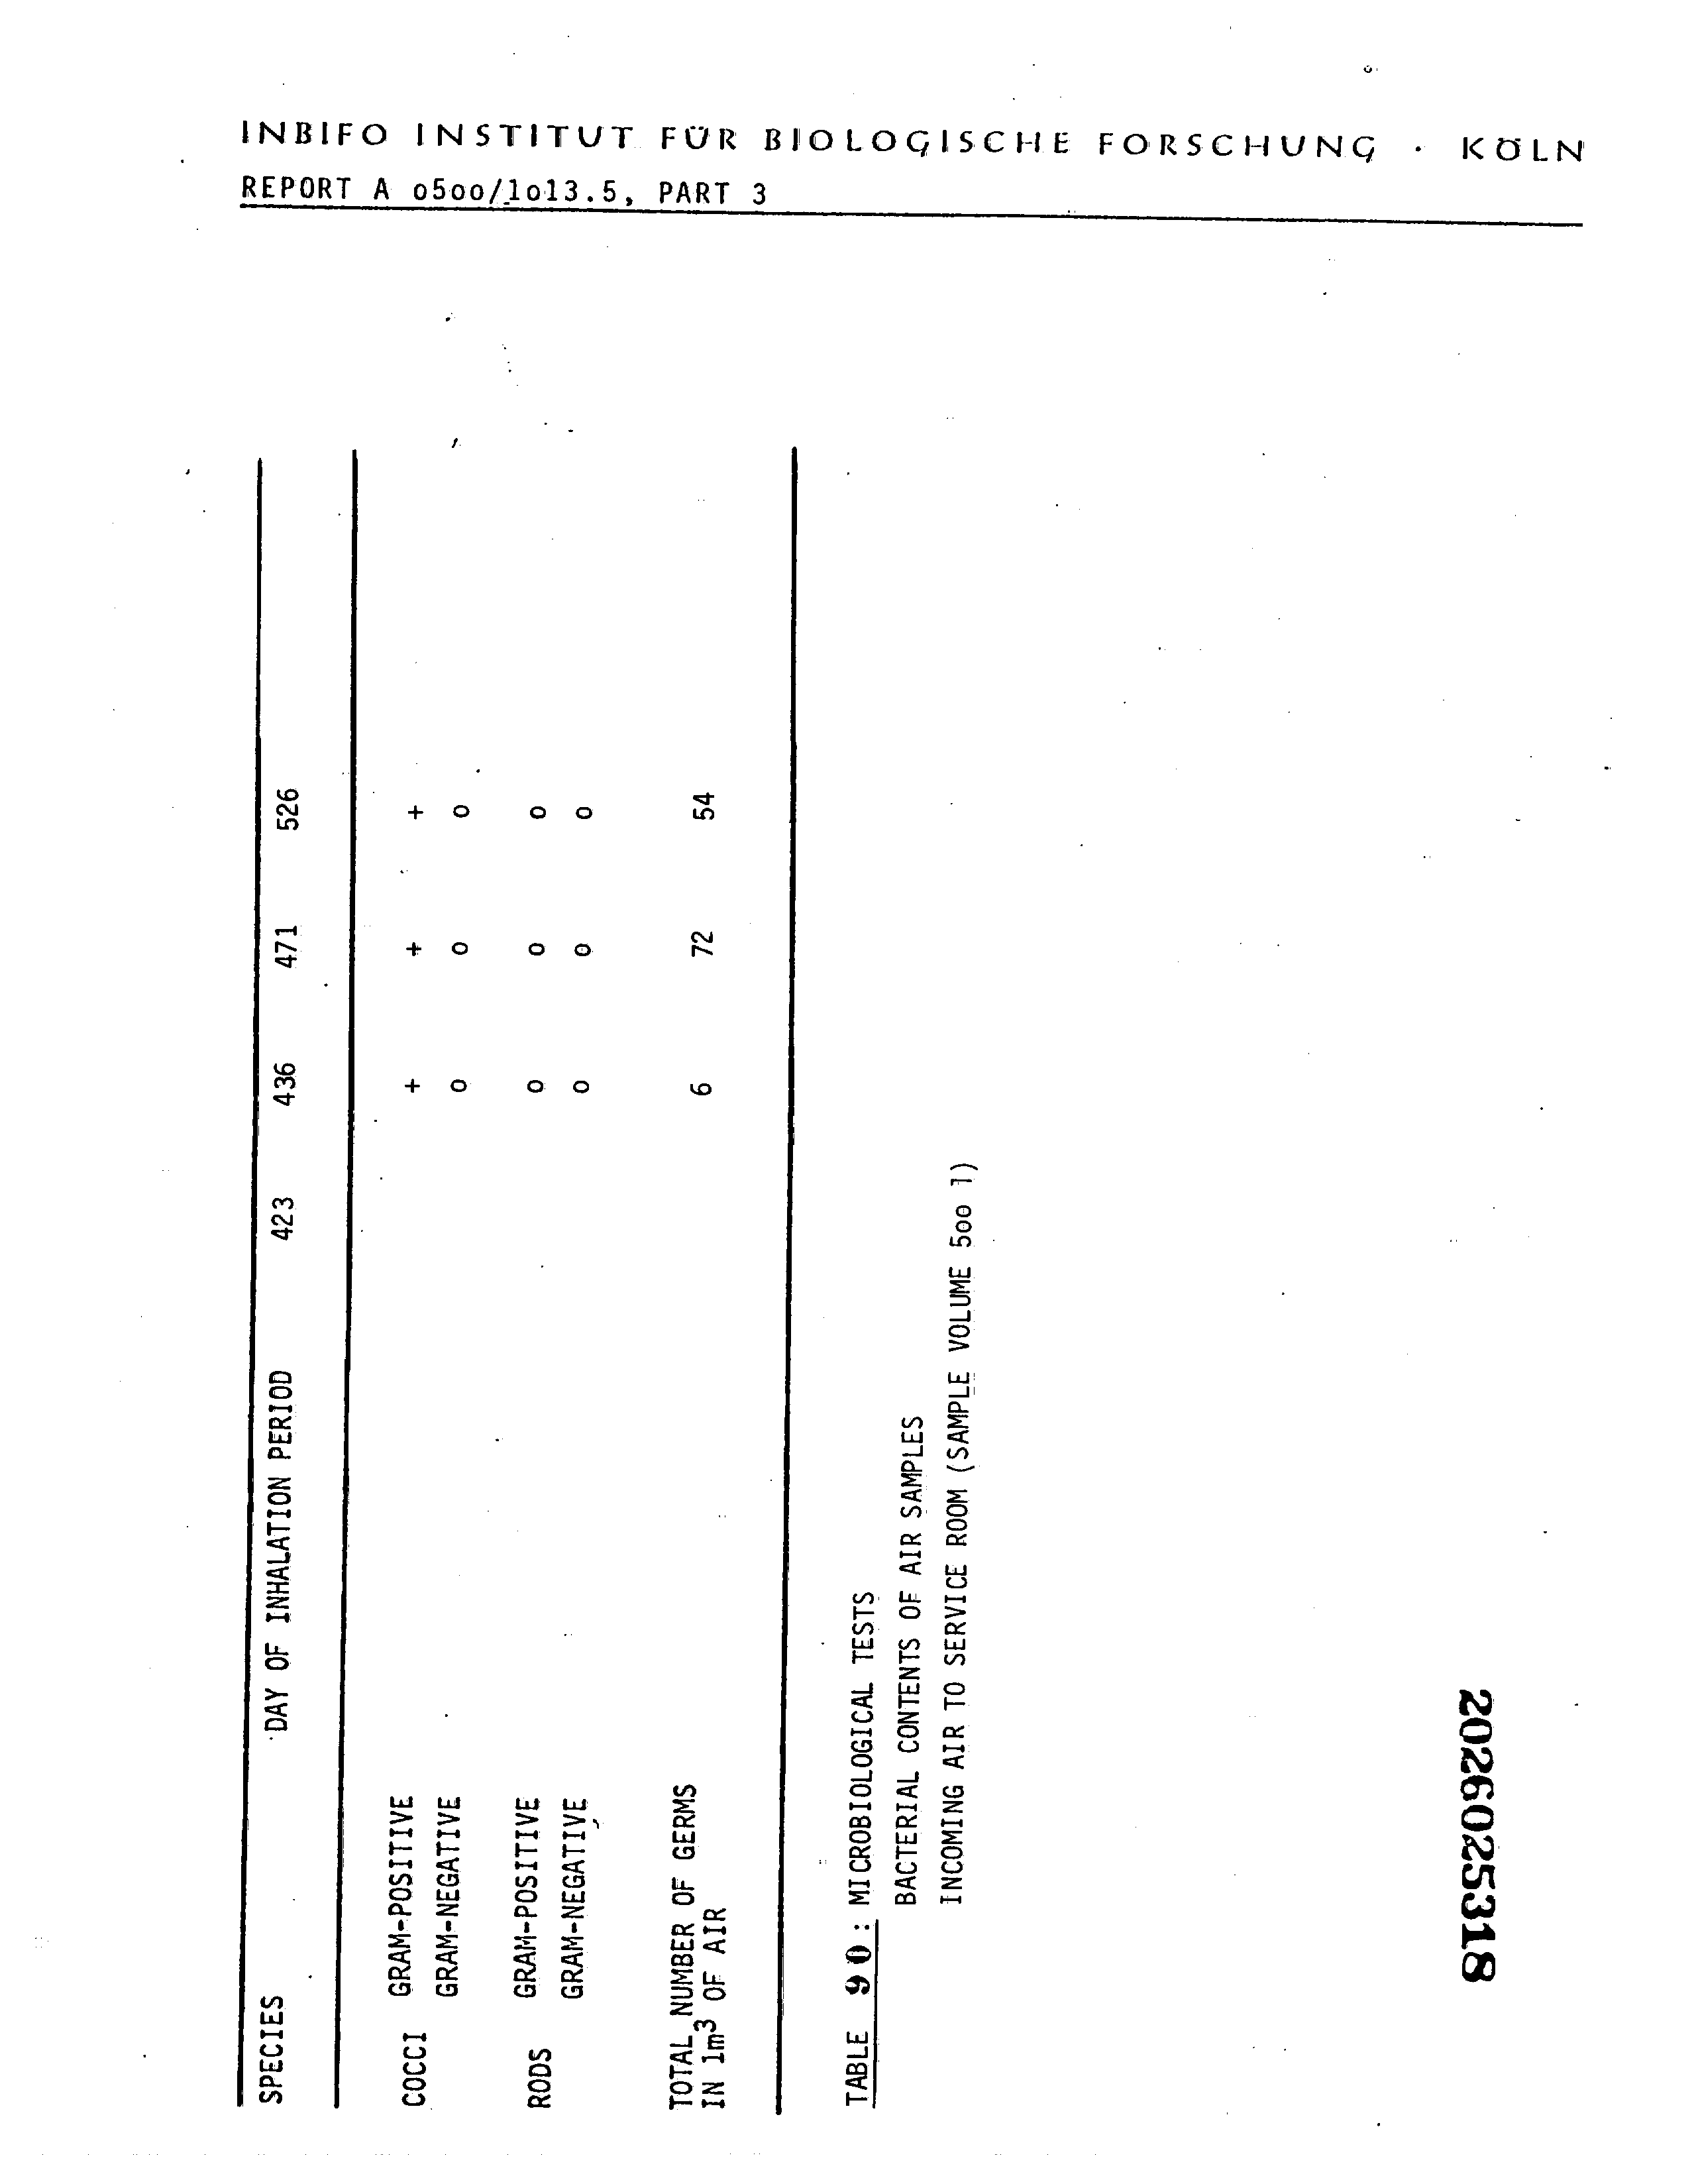 INBIFO INSTITUT FÜR BIOLOGISCHE FORSCHUNG · KÖLN
REPORT A o5oo/1o13.5, PART 3
SPECIES DAY OF INHALATION PERIOD 423 436 471 526
COCCI GRAM-POSITIVE + + +
GRAM-NEGATIVE o o o
RODS GRAM-POSITIVE o o o
GRAM-NEGATIVE o o o
TOTAL NUMBER OF GERMS
IN 1m³ OF AIR 6 72 54
TABLE 90: MICROBIOLOGICAL TESTS
BACTERIAL CONTENTS OF AIR SAMPLES
INCOMING AIR TO SERVICE ROOM (SAMPLE VOLUME 5oo l)
2026025318